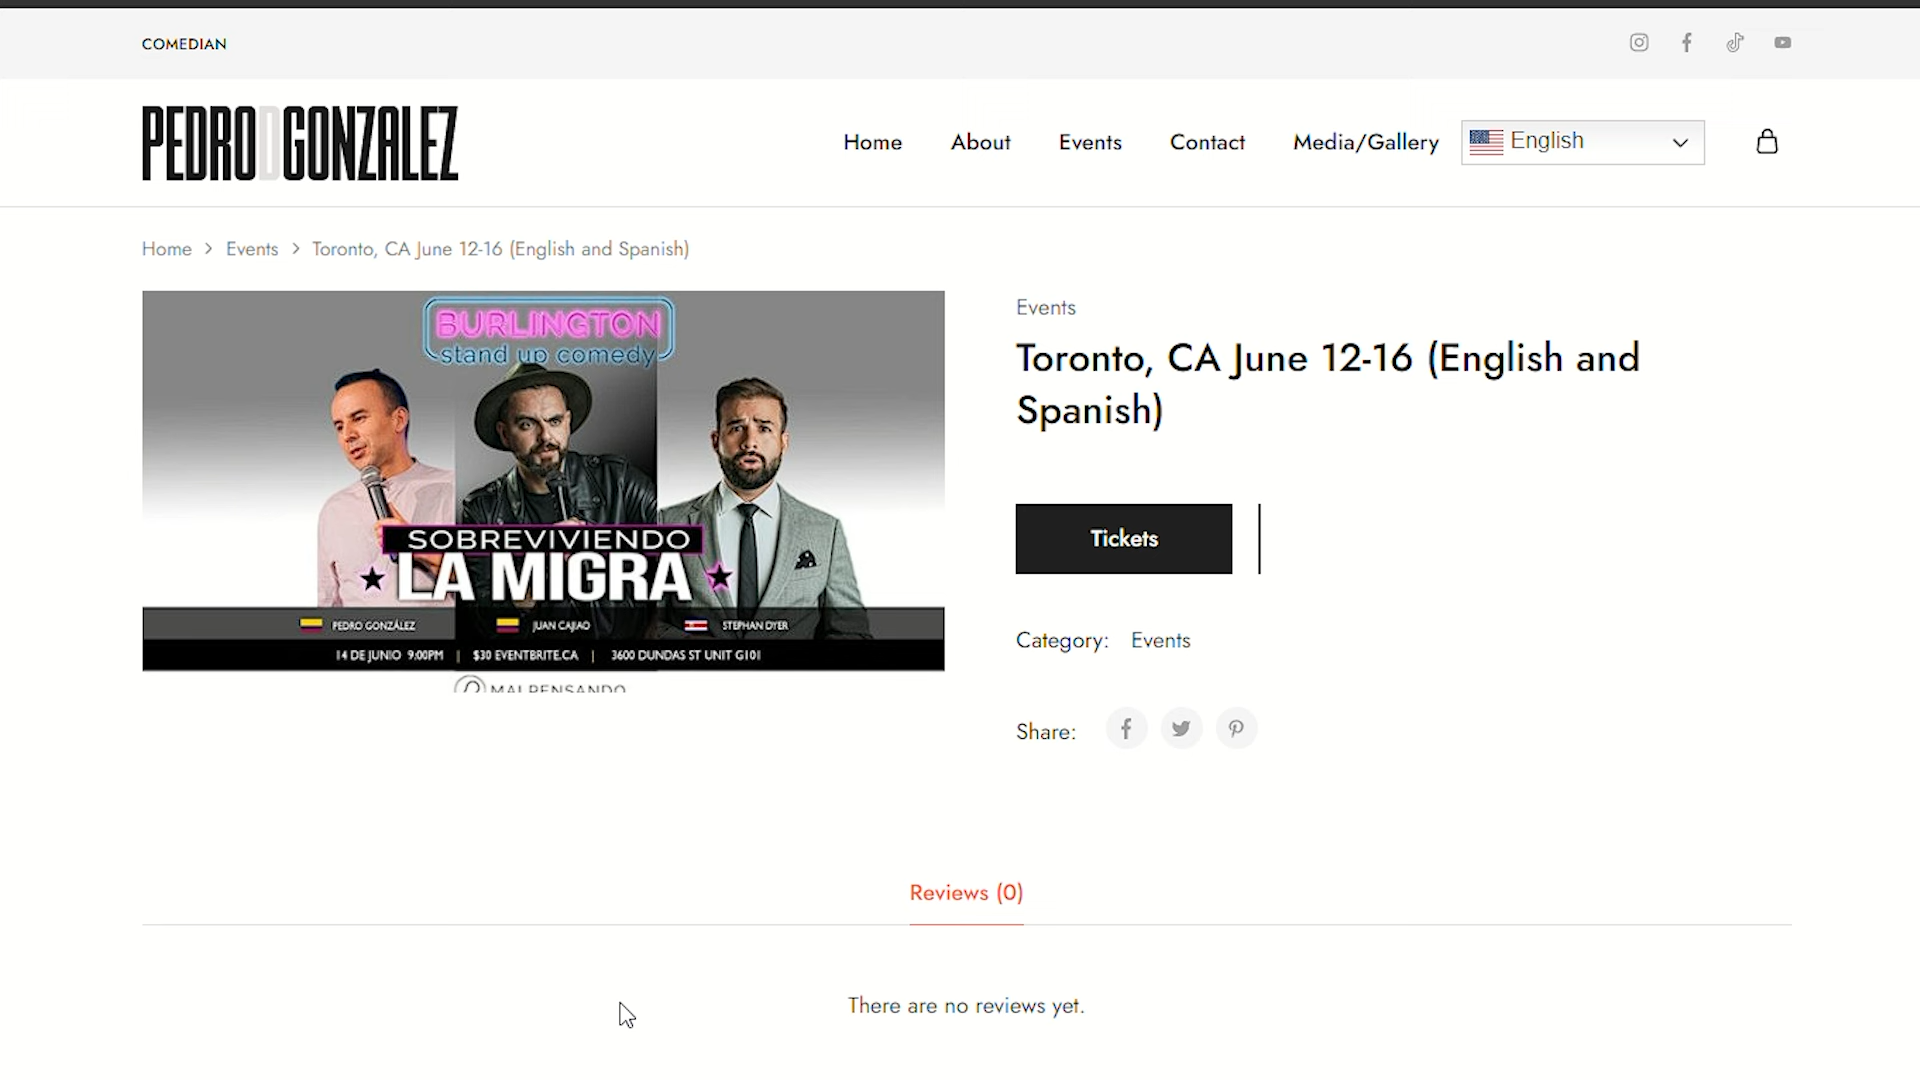 COMEDIAN
PEDRO D GONZALEZ
Home
About
Events
Contact
Media/Gallery
English
Home > Events > Toronto, CA June 12-16 (English and Spanish)
BURLINGTON
stand up comedy
SOBREVIVIENDO
LA MIGRA
PEDRO GONZÁLEZ
JUAN CAJIAO
STEPHAN DYER
14 DE JUNIO 9:00PM | $30 EVENTBRITE.CA | 3600 DUNDAS ST UNIT G101
MALPENSANDO
Events
Toronto, CA June 12-16 (English and
Spanish)
Tickets
Category: Events
Share:
Reviews (0)
There are no reviews yet.